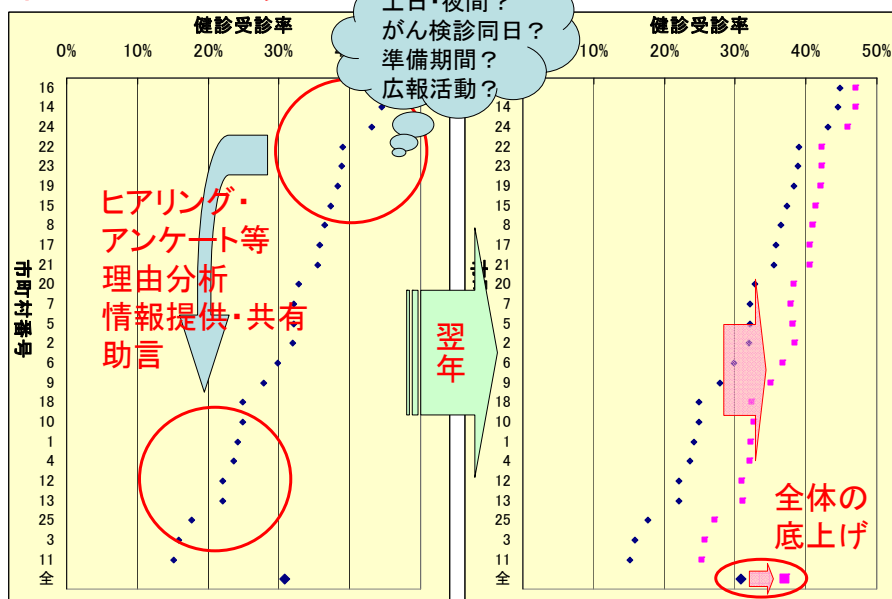 土日・夜間？
がん検診同日？
準備期間？
広報活動？
健診受診率
0% 10% 20% 30%
市町村番号
16
14
24
22
23
19
15
8
17
21
20
7
5
2
6
9
18
10
1
4
12
13
25
3
11
全
ヒアリング・
アンケート等
理由分析
情報提供・共有
助言
翌年
健診受診率
10% 20% 30% 40% 50%
14
24
22
23
19
15
8
17
21
20
7
5
2
6
9
18
10
1
4
12
13
25
3
11
全
全体の
底上げ